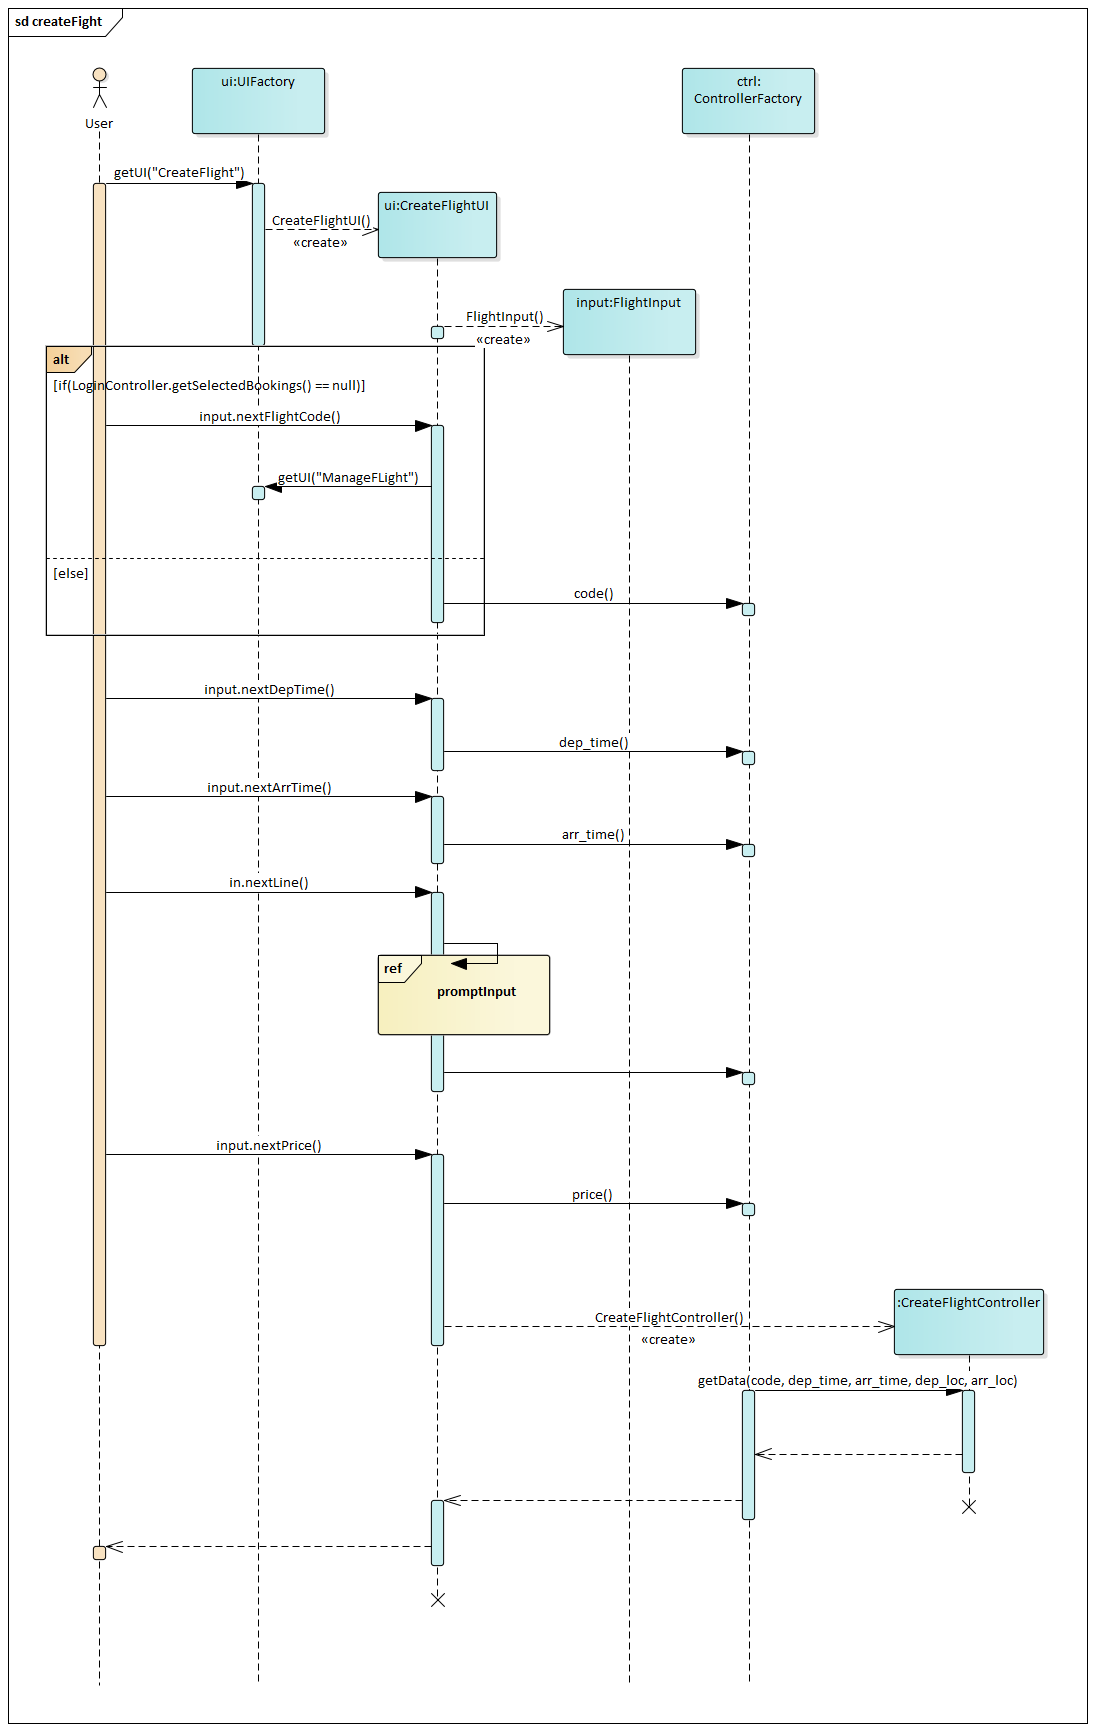 sd createFight
User
ui:UIFactory
ctrl:
ControllerFactory
getUI("CreateFlight")
ui:CreateFlightUI
CreateFlightUI()
«create»
input:FlightInput
FlightInput()
«create»
alt
[if(LoginController.getSelectedBookings() == null)]
input.nextFlightCode()
getUI("ManageFLight")
[else]
code()
input.nextDepTime()
dep_time()
input.nextArrTime()
arr_time()
in.nextLine()
ref
promptInput
input.nextPrice()
price()
:CreateFlightController
CreateFlightController()
«create»
getData(code, dep_time, arr_time, dep_loc, arr_loc)